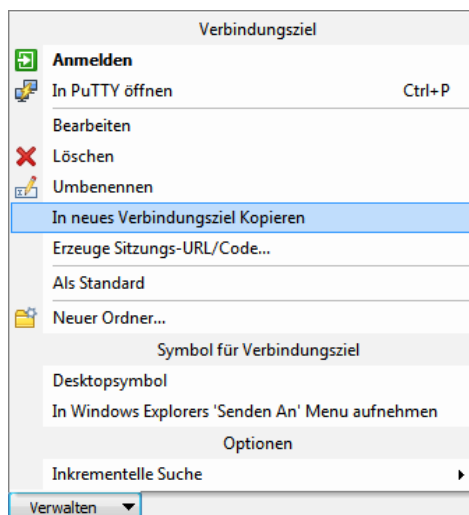 Verbindungsziel
Anmelden
In PuTTY öffnen Ctrl+P
Bearbeiten
Löschen
Umbenennen
In neues Verbindungsziel Kopieren
Erzeuge Sitzungs-URL/Code...
Als Standard
Neuer Ordner...
Symbol für Verbindungsziel
Desktopsymbol
In Windows Explorers 'Senden An' Menu aufnehmen
Optionen
Inkrementelle Suche
Verwalten